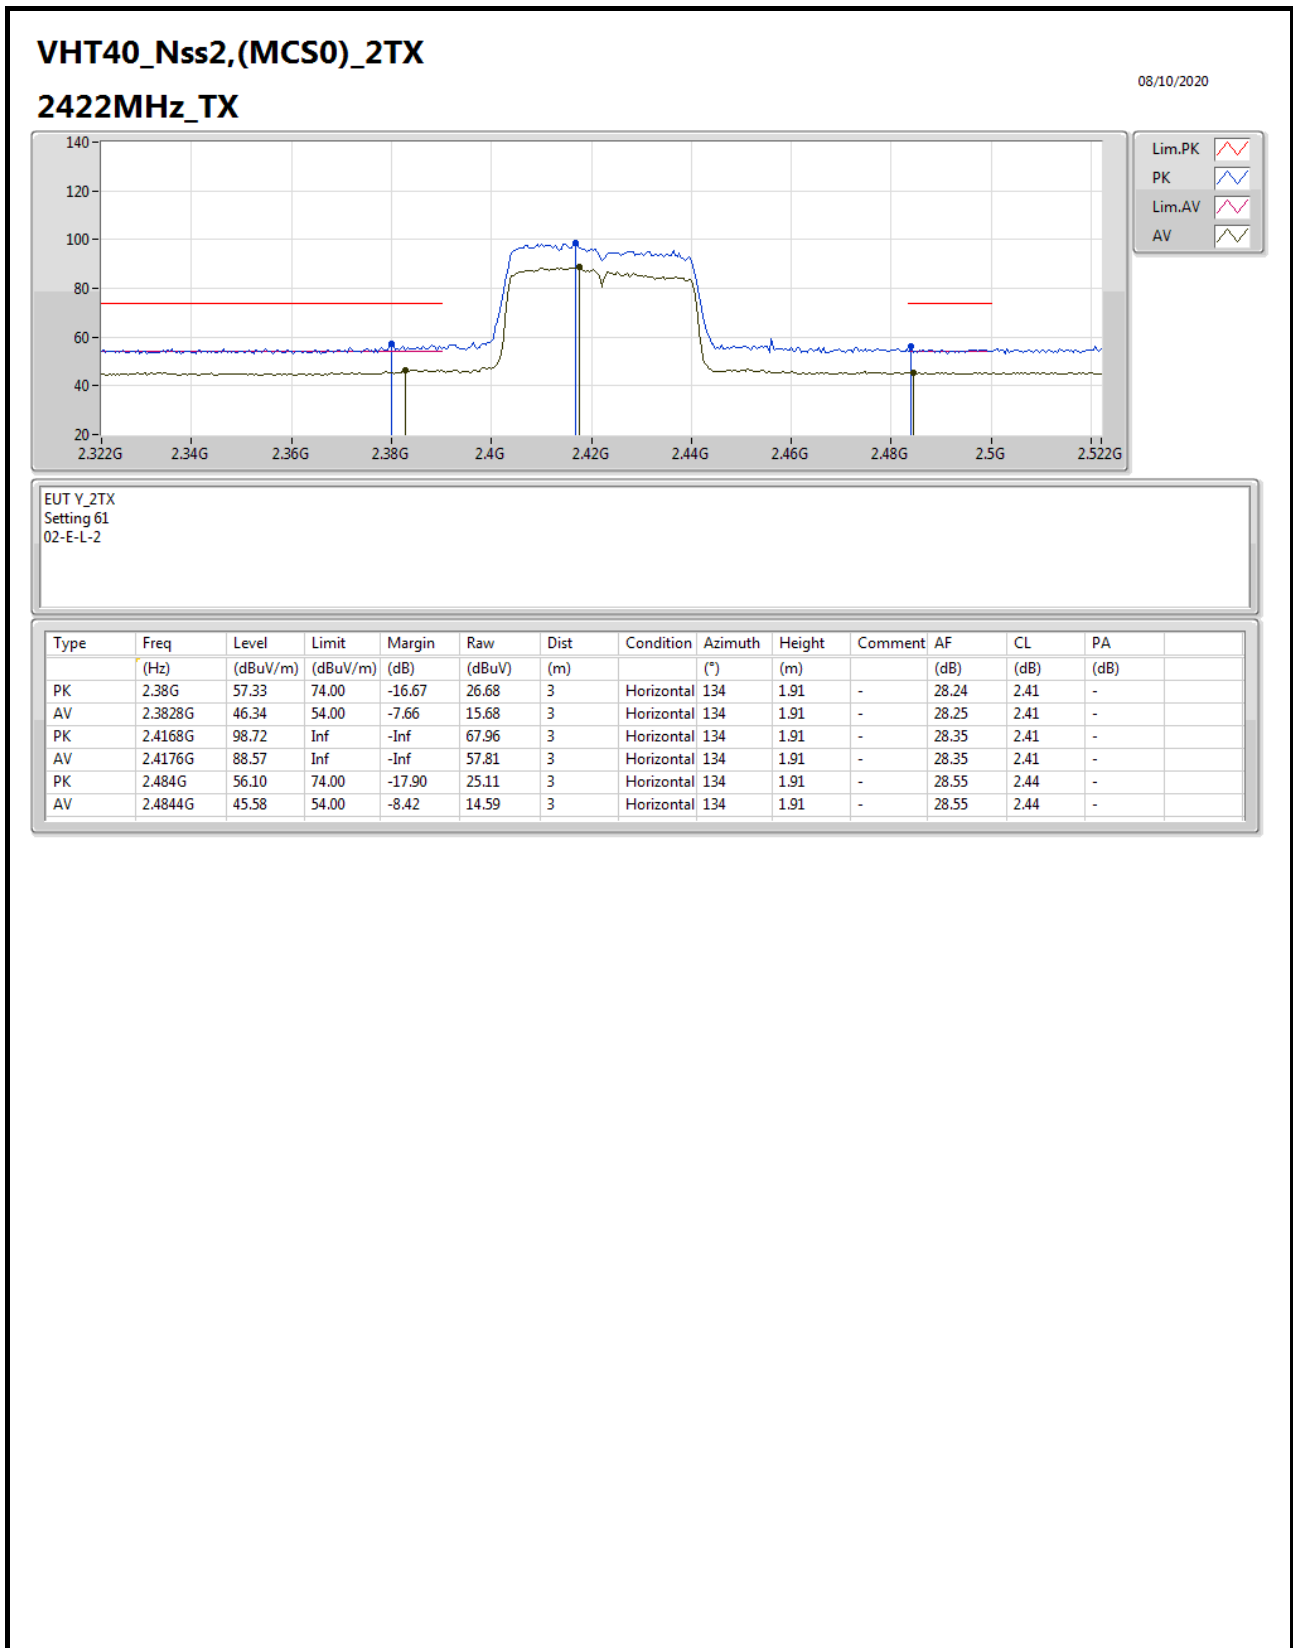 VHT40_Nss2,(MCS0)_2TX
08/10/2020
2422MHz_TX
140
120
100
80
60
40
20
2.322G 2.34G 2.36G 2.38G 2.4G 2.42G 2.44G 2.46G 2.48G 2.5G 2.522G
Lim.PK
PK
Lim.AV
AV
EUT Y_2TX
Setting 61
02-E-L-2
Type Freq Level Limit Margin Raw Dist Condition Azimuth Height Comment AF CL PA
(Hz) (dBuV/m) (dBuV/m) (dB) (dBuV) (m) (°) (m) (dB) (dB) (dB)
PK 2.38G 57.33 74.00 -16.67 26.68 3 Horizontal 134 1.91 - 28.24 2.41 -
AV 2.3828G 46.34 54.00 -7.66 15.68 3 Horizontal 134 1.91 - 28.25 2.41 -
PK 2.4168G 98.72 Inf -Inf 67.96 3 Horizontal 134 1.91 - 28.35 2.41 -
AV 2.4176G 88.57 Inf -Inf 57.81 3 Horizontal 134 1.91 - 28.35 2.41 -
PK 2.484G 56.10 74.00 -17.90 25.11 3 Horizontal 134 1.91 - 28.55 2.44 -
AV 2.4844G 45.58 54.00 -8.42 14.59 3 Horizontal 134 1.91 - 28.55 2.44 -